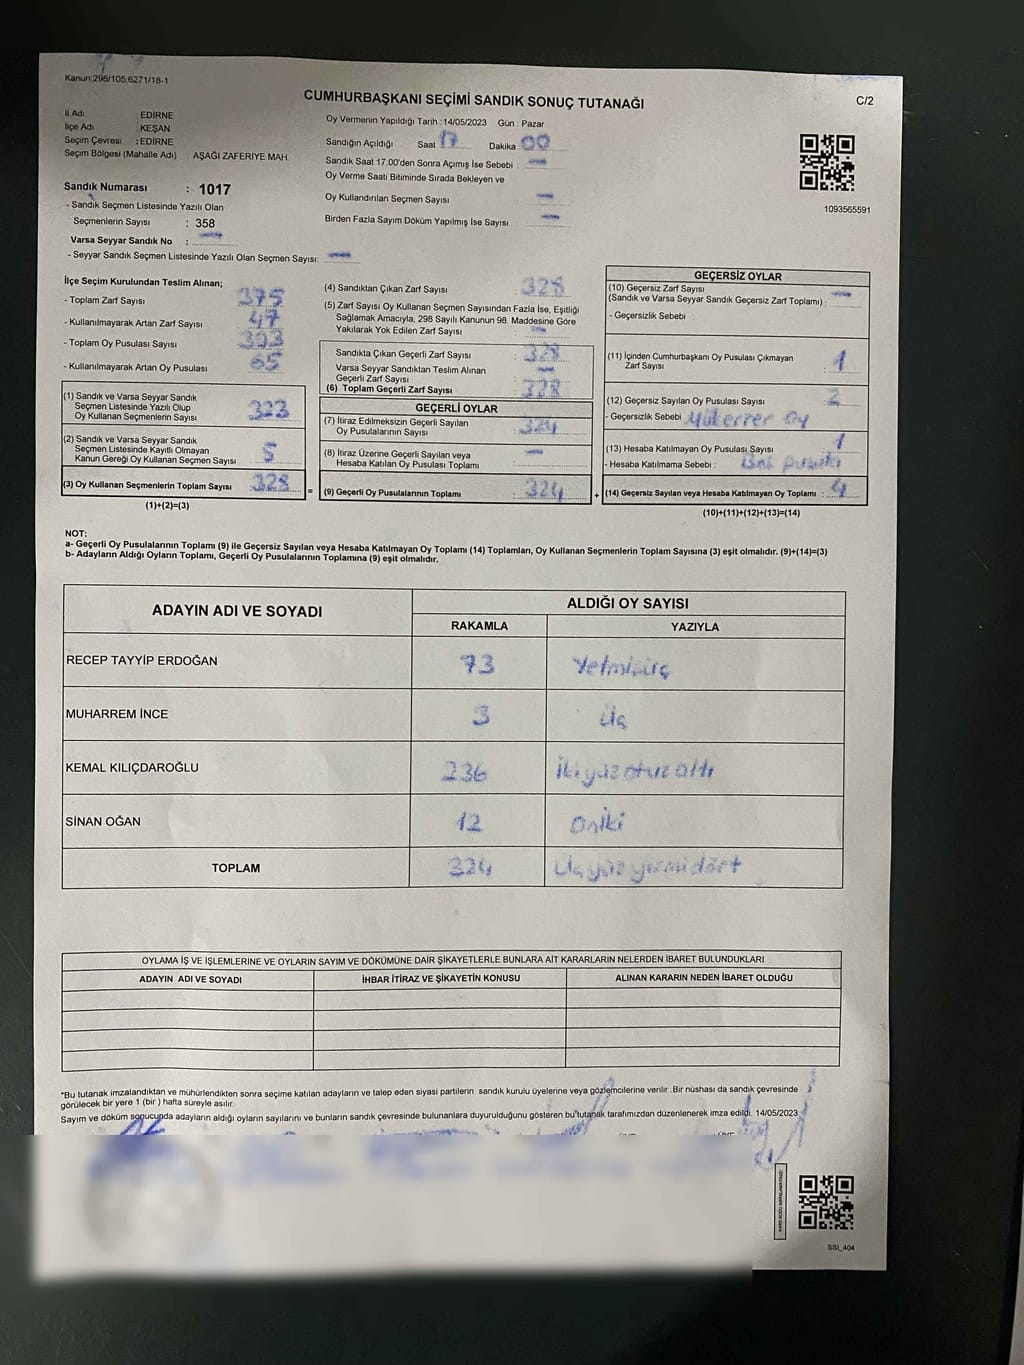 Kanun;298/105,6271/18-1
CUMHURBAŞKANI SEÇİMİ SANDIK SONUÇ TUTANAĞI
C/2
İl Adı : EDİRNE
İlçe Adı : KEŞAN
Seçim Çevresi : EDİRNE
Seçim Bölgesi (Mahalle Adı) : AŞAĞI ZAFERİYE MAH.
Sandık Numarası : 1017
- Sandık Seçmen Listesinde Yazılı Olan
Seçmenlerin Sayısı : 358
Varsa Seyyar Sandık No :
- Seyyar Sandık Seçmen Listesinde Yazılı Olan Seçmen Sayısı:
Oy Vermenin Yapıldığı Tarih : 14/05/2023 Gün : Pazar
Sandığın Açıldığı Saat 17 Dakika 00
Sandık Saat 17:00'den Sonra Açımış İse Sebebi :
Oy Verme Saati Bitiminde Sırada Bekleyen ve
Oy Kullandırılan Seçmen Sayısı :
Birden Fazla Sayım Döküm Yapılmış İse Sayısı :
1093565591
İlçe Seçim Kurulundan Teslim Alınan;
- Toplam Zarf Sayısı : 375
- Kullanılmayarak Artan Zarf Sayısı : 47
- Toplam Oy Pusulası Sayısı : 393
- Kullanılmayarak Artan Oy Pusulası : 65
(1) Sandık ve Varsa Seyyar Sandık
Seçmen Listesinde Yazılı Olup
Oy Kullanan Seçmenlerin Sayısı : 323
(2) Sandık ve Varsa Seyyar Sandık
Seçmen Listesinde Kayıtlı Olmayan
Kanun Gereği Oy Kullanan Seçmen Sayısı : 5
(3) Oy Kullanan Seçmenlerin Toplam Sayısı : 328
(1)+(2)=(3)
(4) Sandıktan Çıkan Zarf Sayısı : 328
(5) Zarf Sayısı Oy Kullanan Seçmen Sayısından Fazla İse, Eşitliği
Sağlamak Amacıyla, 298 Sayılı Kanunun 98. Maddesine Göre
Yakılarak Yok Edilen Zarf Sayısı :
Sandıkta Çıkan Geçerli Zarf Sayısı : 328
Varsa Seyyar Sandıktan Teslim Alınan
Geçerli Zarf Sayısı :
(6) Toplam Geçerli Zarf Sayısı : 328
GEÇERLİ OYLAR
(7) İtiraz Edilmeksizin Geçerli Sayılan
Oy Pusulalarının Sayısı : 324
(8) İtiraz Üzerine Geçerli Sayılan veya
Hesaba Katılan Oy Pusulası Toplamı :
= (9) Geçerli Oy Pusulalarının Toplamı : 324
GEÇERSİZ OYLAR
(10) Geçersiz Zarf Sayısı
(Sandık ve Varsa Seyyar Sandık Geçersiz Zarf Toplamı) :
- Geçersizlik Sebebi :
(11) İçinden Cumhurbaşkanı Oy Pusulası Çıkmayan
Zarf Sayısı : 1
(12) Geçersiz Sayılan Oy Pusulası Sayısı : 2
- Geçersizlik Sebebi : Mükerrer Oy
(13) Hesaba Katılmayan Oy Pusulası Sayısı : 1
- Hesaba Katılmama Sebebi :
+ (14) Geçersiz Sayılan veya Hesaba Katılmayan Oy Toplamı : 4
(10)+(11)+(12)+(13)=(14)
NOT:
a- Geçerli Oy Pusulalarının Toplamı (9) ile Geçersiz Sayılan veya Hesaba Katılmayan Oy Toplamı (14) Toplamları, Oy Kullanan Seçmenlerin Toplam Sayısına (3) eşit olmalıdır. (9)+(14)=(3)
b- Adayların Aldığı Oyların Toplamı, Geçerli Oy Pusulalarının Toplamına (9) eşit olmalıdır.
ADAYIN ADI VE SOYADI ALDIĞI OY SAYISI
RAKAMLA YAZIYLA
RECEP TAYYİP ERDOĞAN 73 Yetmişüç
MUHARREM İNCE 3 Üç
KEMAL KILIÇDAROĞLU 236 İkiyüz otuz altı
SİNAN OĞAN 12 Oniki
TOPLAM 324 Üçyüz yirmi dört
OYLAMA İŞ VE İŞLEMLERİNE VE OYLARIN SAYIM VE DÖKÜMÜNE DAİR ŞİKAYETLERLE BUNLARA AİT KARARLARIN NELERDEN İBARET BULUNDUKLARI
ADAYIN ADI VE SOYADI İHBAR İTİRAZ VE ŞİKAYETİN KONUSU ALINAN KARARIN NEDEN İBARET OLDUĞU
*Bu tutanak imzalandıktan ve mühürlendikten sonra seçime katılan adayların ve talep eden siyasi partilerin sandık kurulu üyelerine veya gözlemcilerine verilir .Bir nüshası da sandık çevresinde
görülecek bir yere 1 (bir ) hafta süreyle asılır.
Sayım ve döküm sonucunda adayların aldığı oyların sayılarını ve bunların sandık çevresinde bulunanlara duyurulduğunu gösteren bu tutanak tarafımızdan düzenlenerek imza edildi. 14/05/2023
SSI_404